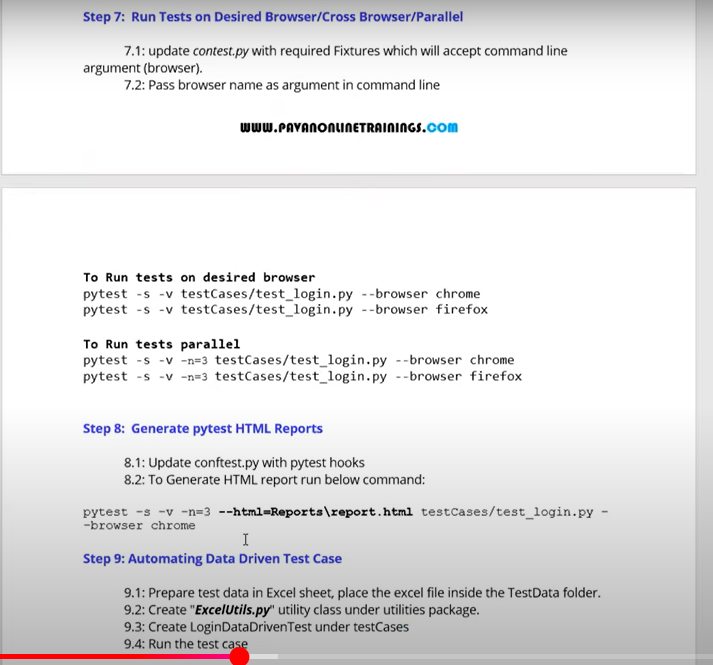 Step 7: Run Tests on Desired Browser/Cross Browser/Parallel
7.1: update contest.py with required Fixtures which will accept command line
argument (browser).
7.2: Pass browser name as argument in command line
WWW.PAVANONLINETRAININGS.COM
To Run tests on desired browser
pytest -s -v testCases/test_login.py --browser chrome
pytest -s -v testCases/test_login.py --browser firefox
To Run tests parallel
pytest -s -v -n=3 testCases/test_login.py --browser chrome
pytest -s -v -n=3 testCases/test_login.py --browser firefox
Step 8: Generate pytest HTML Reports
8.1: Update conftest.py with pytest hooks
8.2: To Generate HTML report run below command:
pytest -s -v -n=3 --html=Reports\report.html testCases/test_login.py -
-browser chrome
Step 9: Automating Data Driven Test Case
9.1: Prepare test data in Excel sheet, place the excel file inside the TestData folder.
9.2: Create "ExcelUtils.py" utility class under utilities package.
9.3: Create LoginDataDrivenTest under testCases
9.4: Run the test case